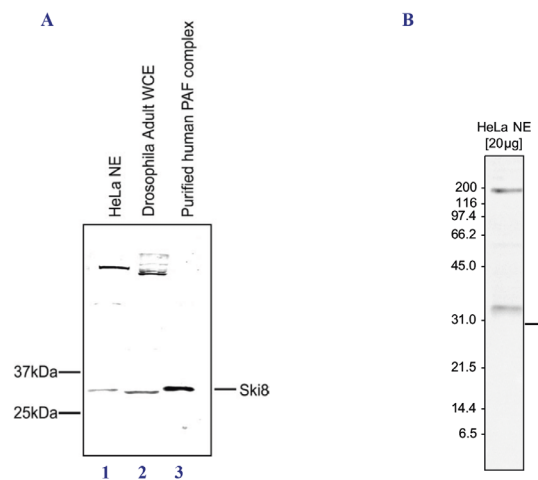 A
HeLa NE
Drosophila Adult WCE
Purified human PAF complex
37kDa
25kDa
Ski8
1 2 3
B
HeLa NE
[20µg]
200
116
97.4
66.2
45.0
31.0
21.5
14.4
6.5